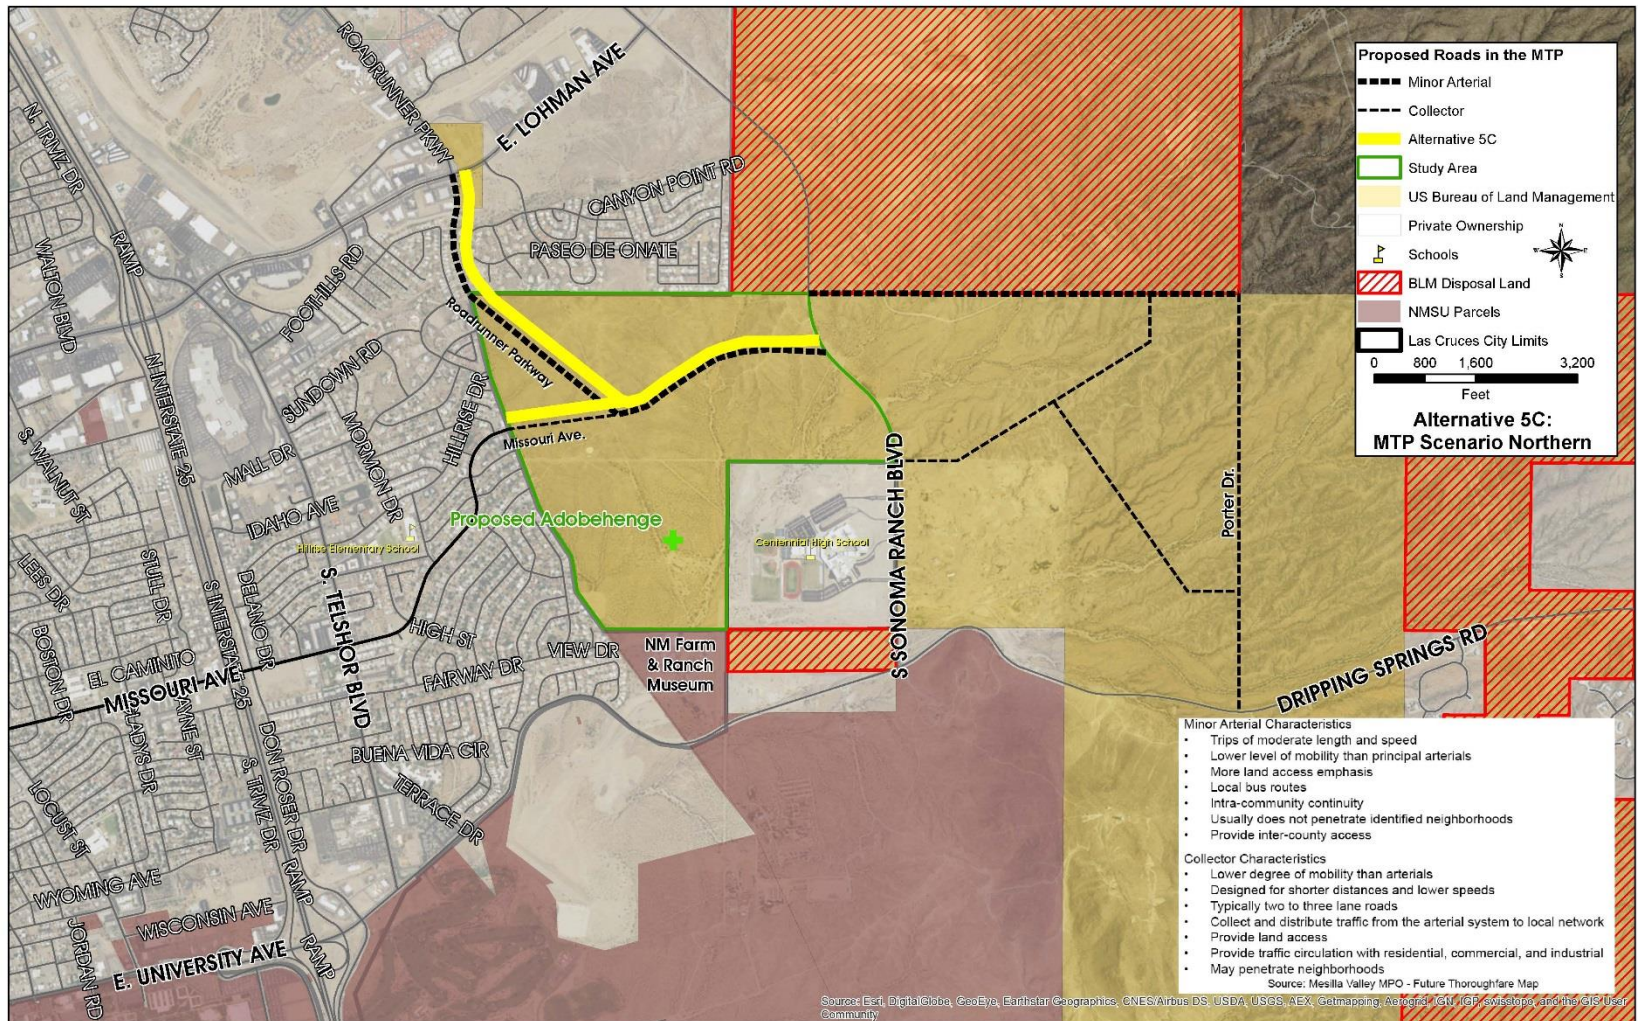 ROADRUNNER PKWY
E. LOHMAN AVE
N. TRIVIZ DR
RAMP
WALTON BLVD
CANYON POINT RD
PASEO DE ONATE
FOOTHILLS RD
Roadrunner Parkway
SUNDOWN RD
N INTERSTATE 25
HILLRISE DR
Missouri Ave.
MALL DR
MORMON DR
S. WALNUT ST
IDAHO AVE
Proposed Adobehenge
Hillrise Elementary School
Centennial High School
S SONOMA RANCH BLVD
Porter Dr.
LEES DR
STULL DR
S INTERSTATE 25
DELANO DR
S. TELSHOR BLVD
HIGH ST
VIEW DR
NM Farm
& Ranch
Museum
BOSTON DR
EL CAMINITO
MISSOURI AVE
FAIRWAY DR
DRIPPING SPRINGS RD
GLADYS DR
WAYNE ST
DON ROSER DR
BUENA VIDA CIR
S. TRIVIZ DR
TERRACE DR
LOCUST ST
RAMP
WYOMING AVE
WISCONSIN AVE
JORDAN RD
E. UNIVERSITY AVE
RAMP
Proposed Roads in the MTP
Minor Arterial
Collector
Alternative 5C
Study Area
US Bureau of Land Management
Private Ownership
Schools
BLM Disposal Land
NMSU Parcels
Las Cruces City Limits
N
W E
S
0 800 1,600 3,200
Feet
Alternative 5C:
MTP Scenario Northern
Minor Arterial Characteristics
• Trips of moderate length and speed
• Lower level of mobility than principal arterials
• More land access emphasis
• Local bus routes
• Intra-community continuity
• Usually does not penetrate identified neighborhoods
• Provide inter-county access
Collector Characteristics
• Lower degree of mobility than arterials
• Designed for shorter distances and lower speeds
• Typically two to three lane roads
• Collect and distribute traffic from the arterial system to local network
• Provide land access
• Provide traffic circulation with residential, commercial, and industrial
• May penetrate neighborhoods
Source: Mesilla Valley MPO - Future Thoroughfare Map
Source: Esri, DigitalGlobe, GeoEye, Earthstar Geographics, CNES/Airbus DS, USDA, USGS, AEX, Getmapping, Aerogrid, IGN, IGP, swisstopo, and the GIS User
Community